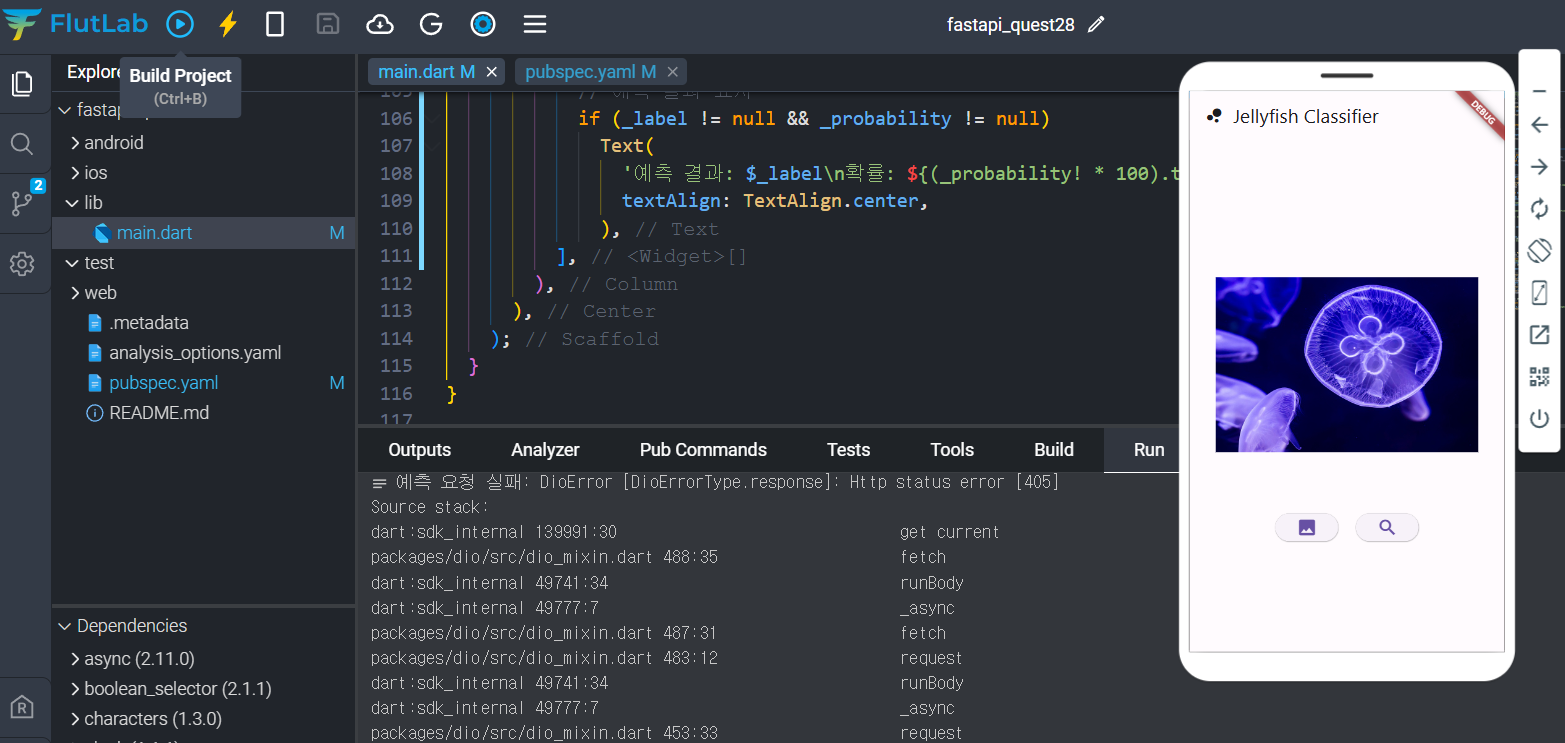 FlutLab
fastapi_quest28
Explore
Build Project
(Ctrl+B)
fastap
android
ios
lib
main.dart M
test
web
.metadata
analysis_options.yaml
pubspec.yaml M
README.md
2
Dependencies
async (2.11.0)
boolean_selector (2.1.1)
characters (1.3.0)
main.dart M ×
pubspec.yaml M ×
105 // 예측 결과 표시
106 if (_label != null && _probability != null)
107 Text(
108 '예측 결과: $_label\n확률: ${(_probability! * 100).t
109 textAlign: TextAlign.center,
110 ), // Text
111 ], // <Widget>[]
112 ), // Column
113 ), // Center
114 ); // Scaffold
115 }
116 }
117
Outputs Analyzer Pub Commands Tests Tools Build Run
예측 요청 실패: DioError [DioErrorType.response]: Http status error [405]
Source stack:
dart:sdk_internal 139991:30 get current
packages/dio/src/dio_mixin.dart 488:35 fetch
dart:sdk_internal 49741:34 runBody
dart:sdk_internal 49777:7 _async
packages/dio/src/dio_mixin.dart 487:31 fetch
packages/dio/src/dio_mixin.dart 483:12 request
dart:sdk_internal 49741:34 runBody
dart:sdk_internal 49777:7 _async
packages/dio/src/dio_mixin.dart 453:33 request
Jellyfish Classifier
DEBUG
R